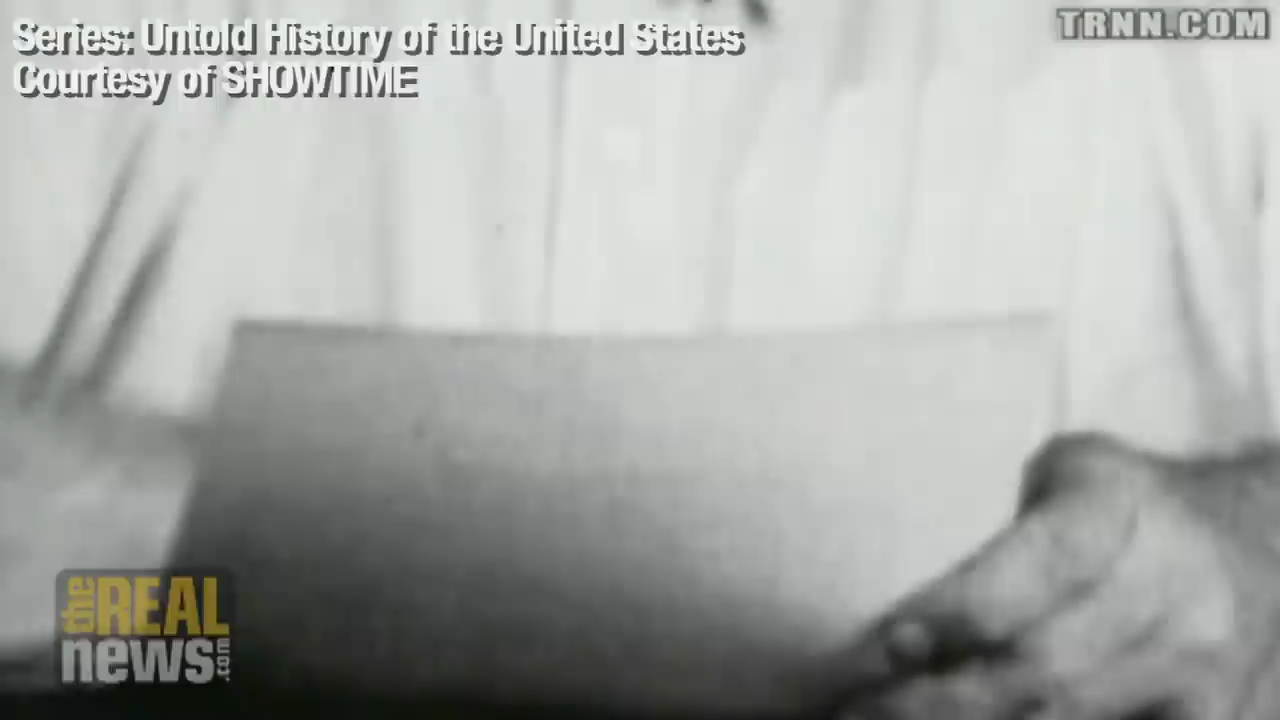 Series: Untold History of the United States
Courtesy of SHOWTIME
TRNN.COM
the REAL
news.com